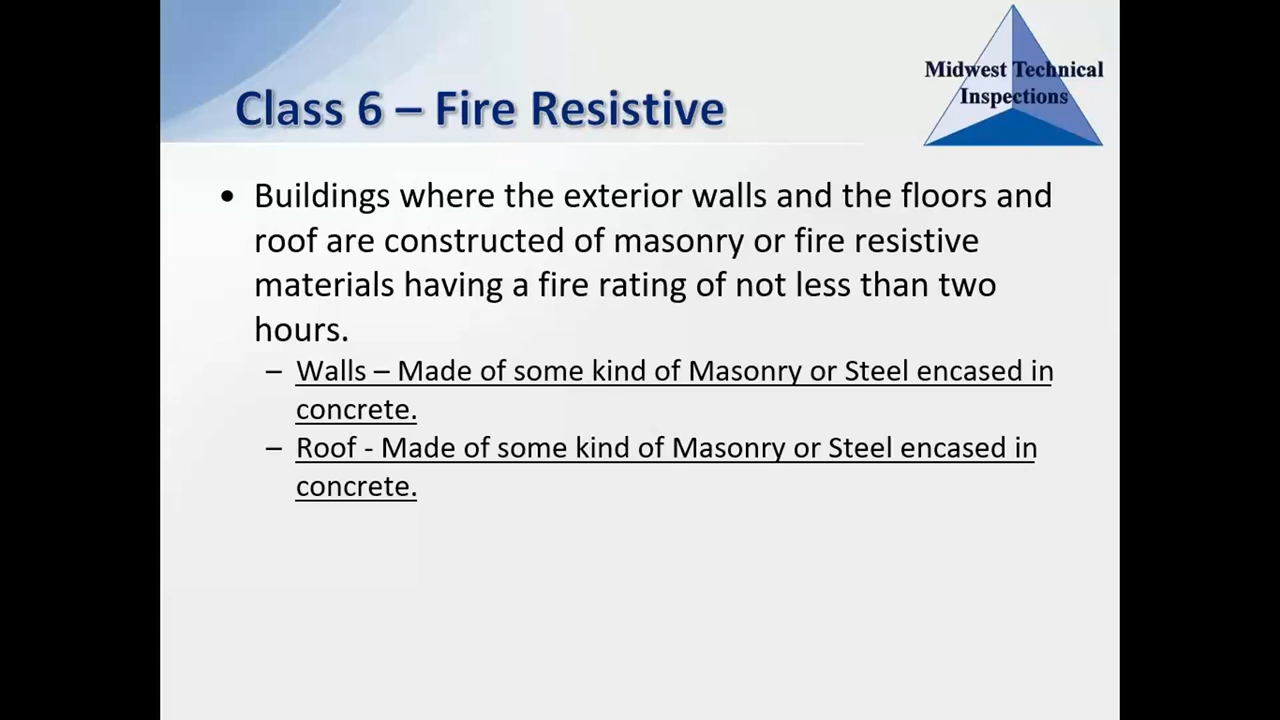 Midwest Technical
Inspections
Class 6 – Fire Resistive
• Buildings where the exterior walls and the floors and
roof are constructed of masonry or fire resistive
materials having a fire rating of not less than two
hours.
– Walls – Made of some kind of Masonry or Steel encased in
concrete.
– Roof - Made of some kind of Masonry or Steel encased in
concrete.